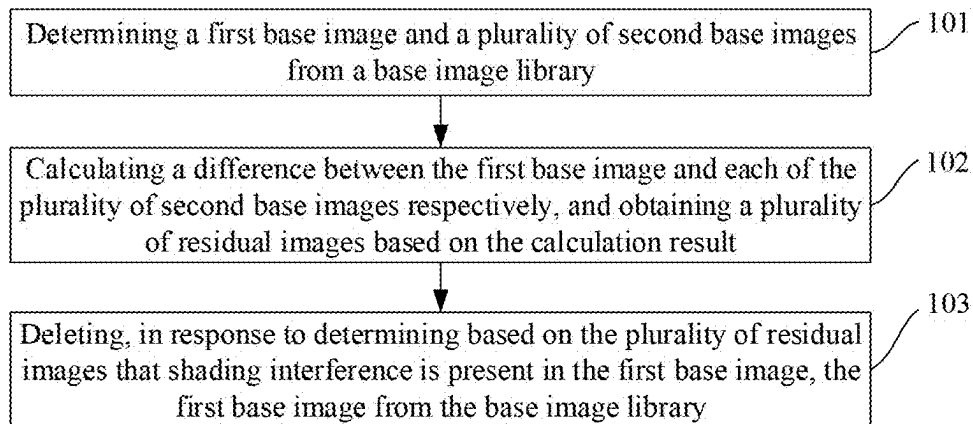 Determining a first base image and a plurality of second base images
from a base image library
101
Calculating a difference between the first base image and each of the
plurality of second base images respectively, and obtaining a plurality
of residual images based on the calculation result
102
Deleting, in response to determining based on the plurality of residual
images that shading interference is present in the first base image, the
first base image from the base image library
103